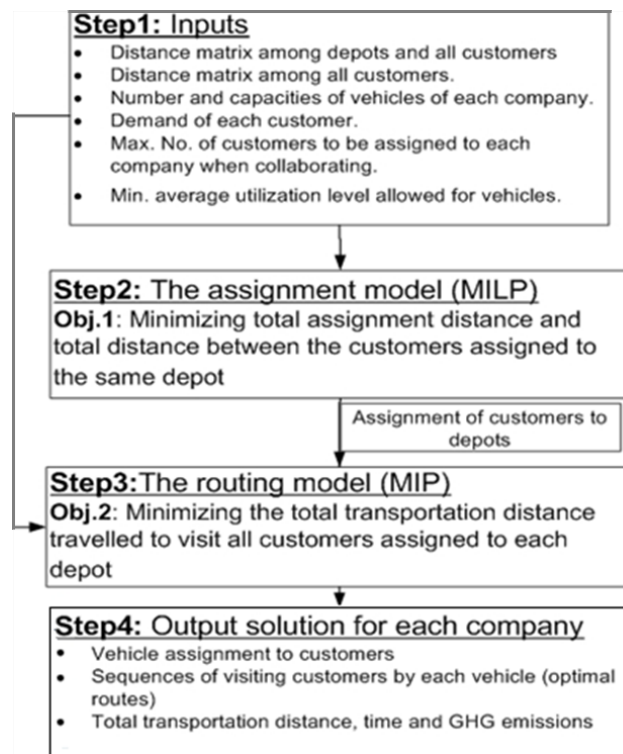 Step1: Inputs
• Distance matrix among depots and all customers
• Distance matrix among all customers.
• Number and capacities of vehicles of each company.
• Demand of each customer.
• Max. No. of customers to be assigned to each
company when collaborating.
• Min. average utilization level allowed for vehicles.
Step2: The assignment model (MILP)
Obj.1: Minimizing total assignment distance and
total distance between the customers assigned to
the same depot
Assignment of customers to
depots
Step3:The routing model (MIP)
Obj.2: Minimizing the total transportation distance
travelled to visit all customers assigned to each
depot
Step4: Output solution for each company
• Vehicle assignment to customers
• Sequences of visiting customers by each vehicle (optimal
routes)
• Total transportation distance, time and GHG emissions